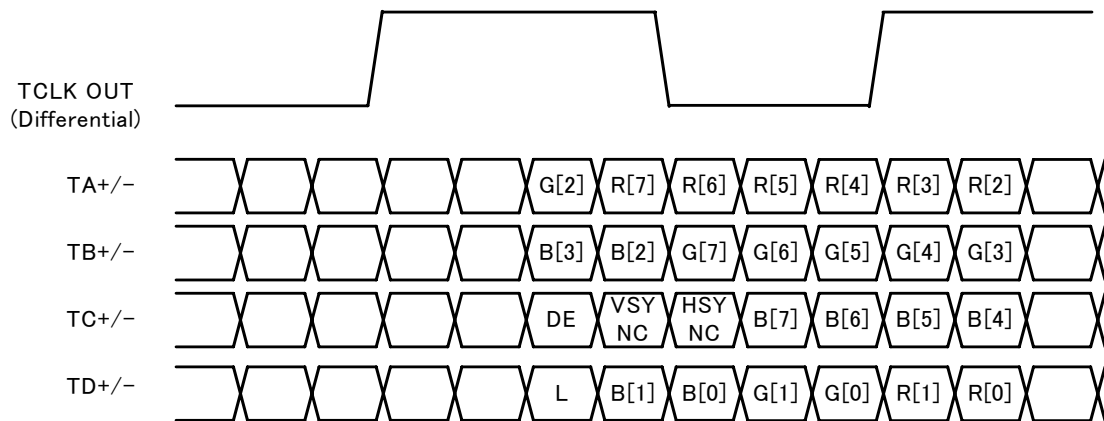 TCLK OUT
(Differential)
TA+/- G[2] R[7] R[6] R[5] R[4] R[3] R[2]
TB+/- B[3] B[2] G[7] G[6] G[5] G[4] G[3]
TC+/- DE VSY HSY B[7] B[6] B[5] B[4]
NC NC
TD+/- L B[1] B[0] G[1] G[0] R[1] R[0]